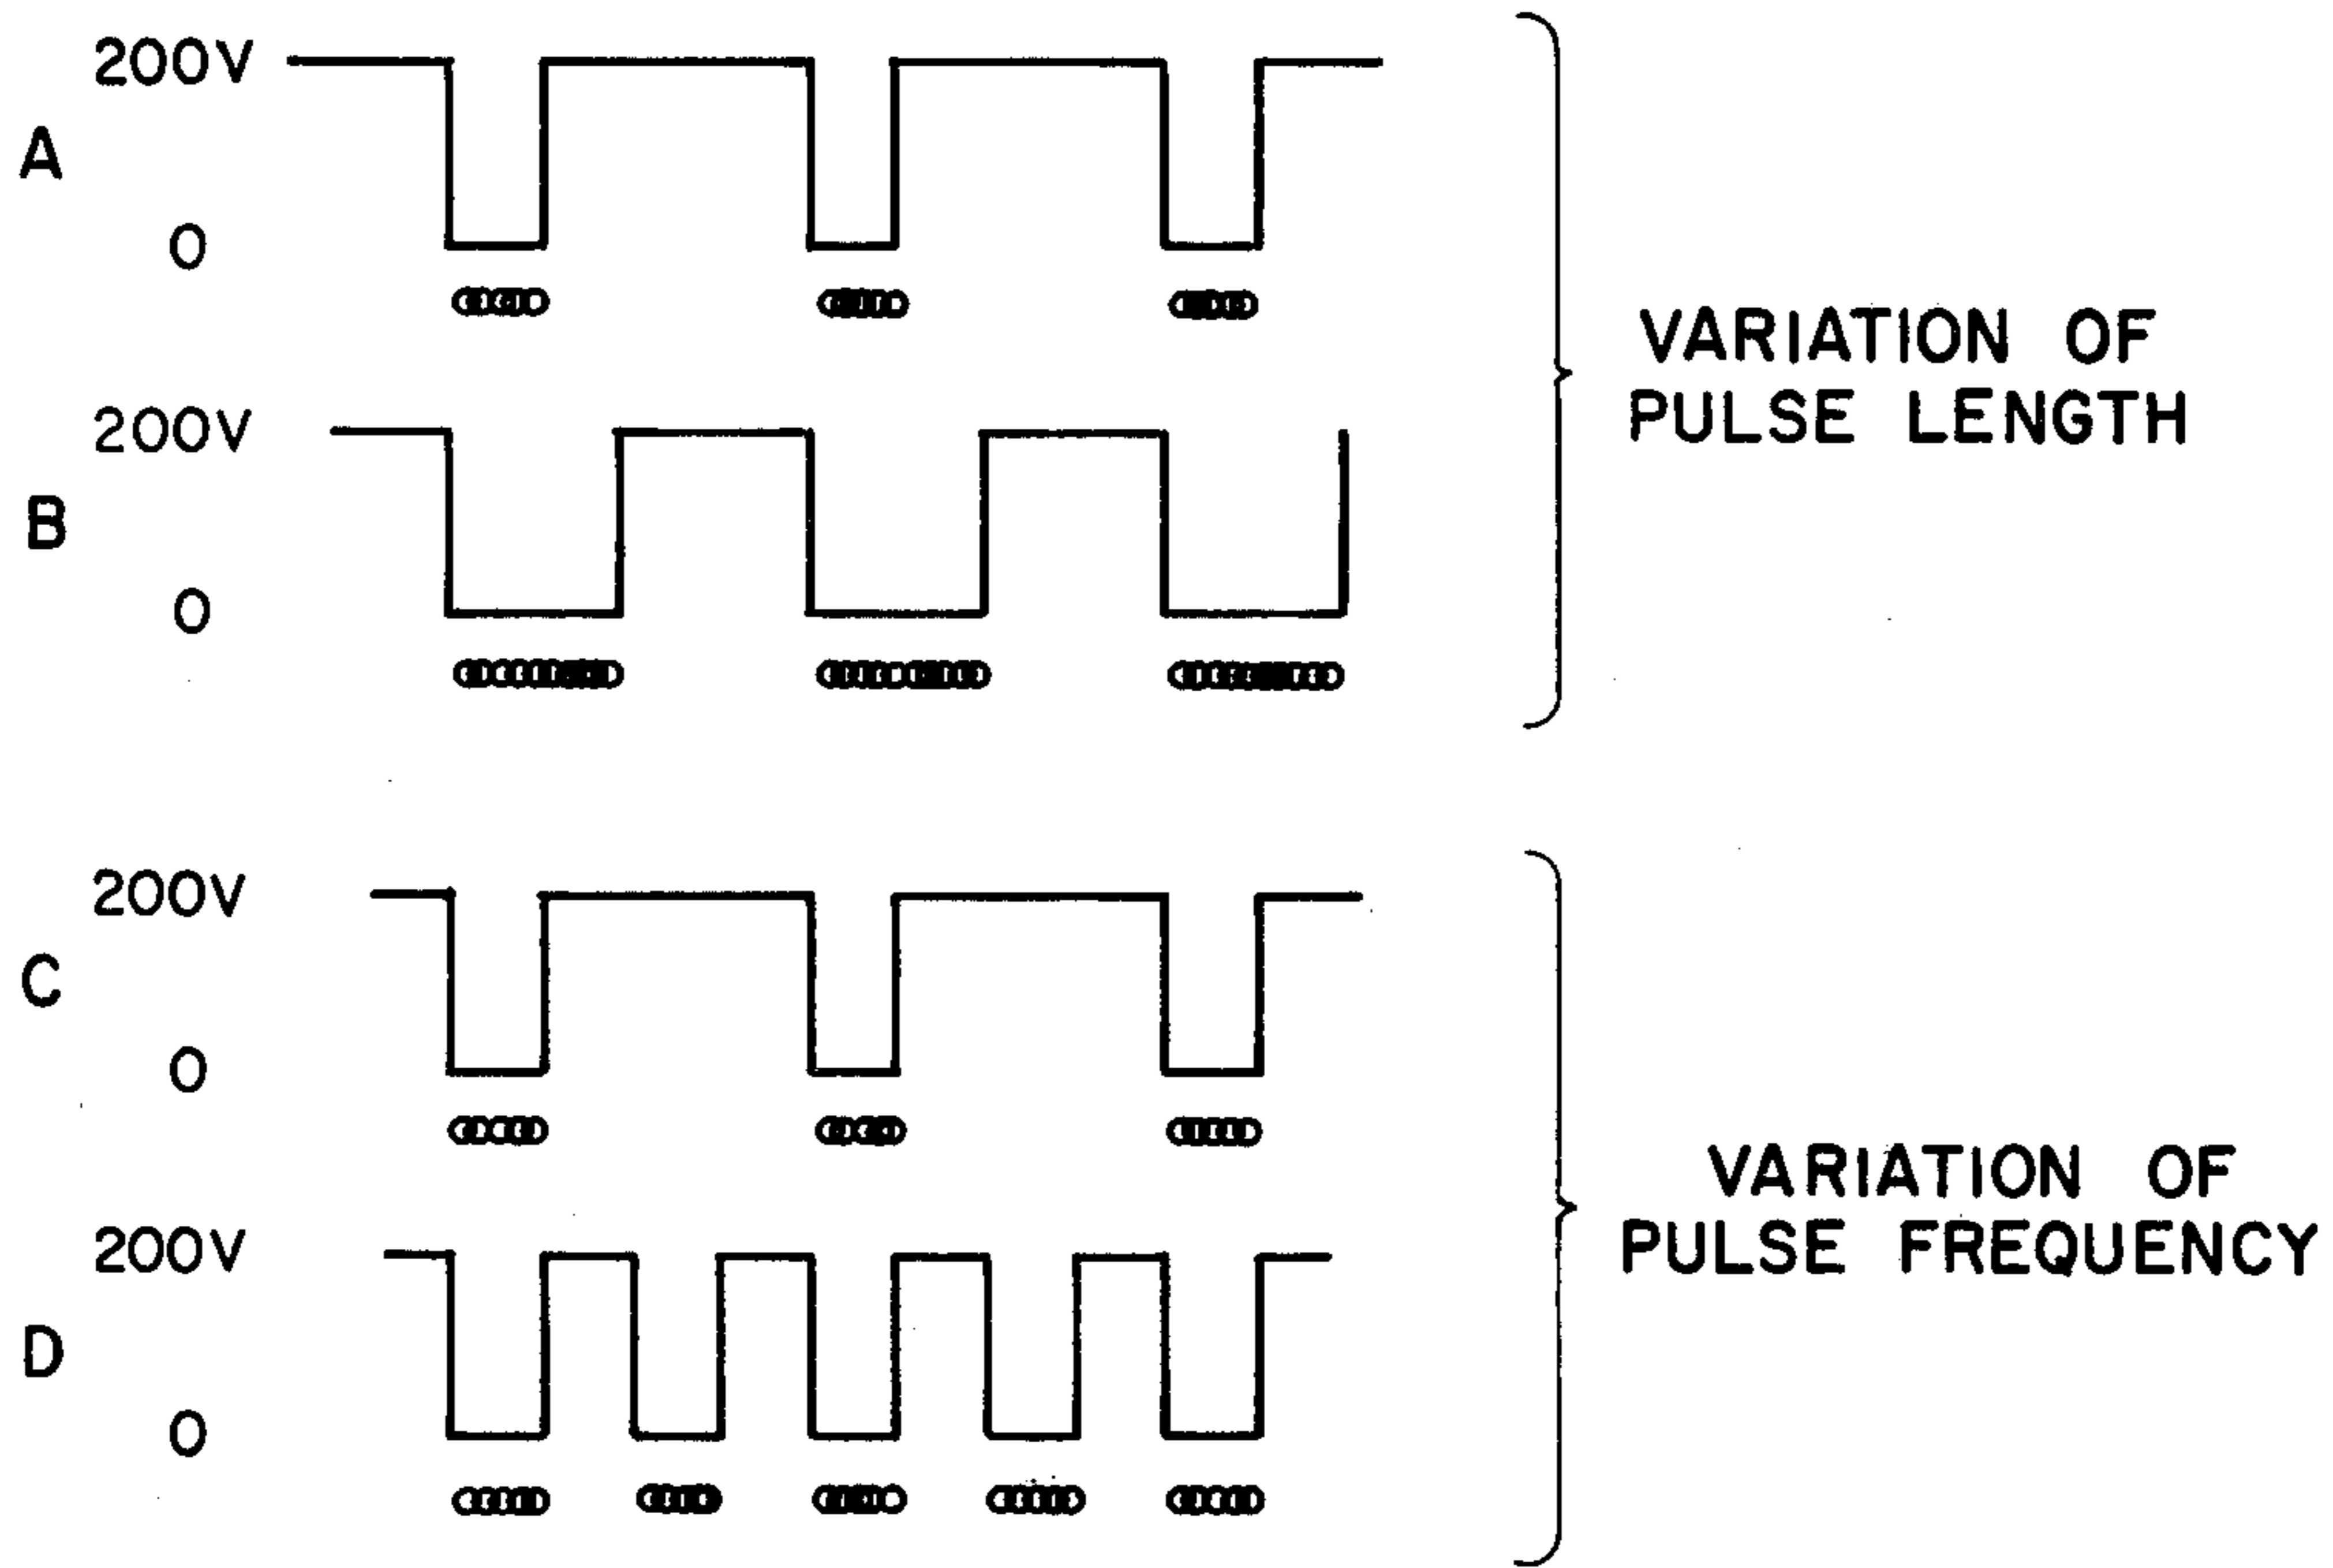 200V
A
0
200V
B
0
VARIATION OF
PULSE LENGTH
200V
C
0
200V
D
0
VARIATION OF
PULSE FREQUENCY